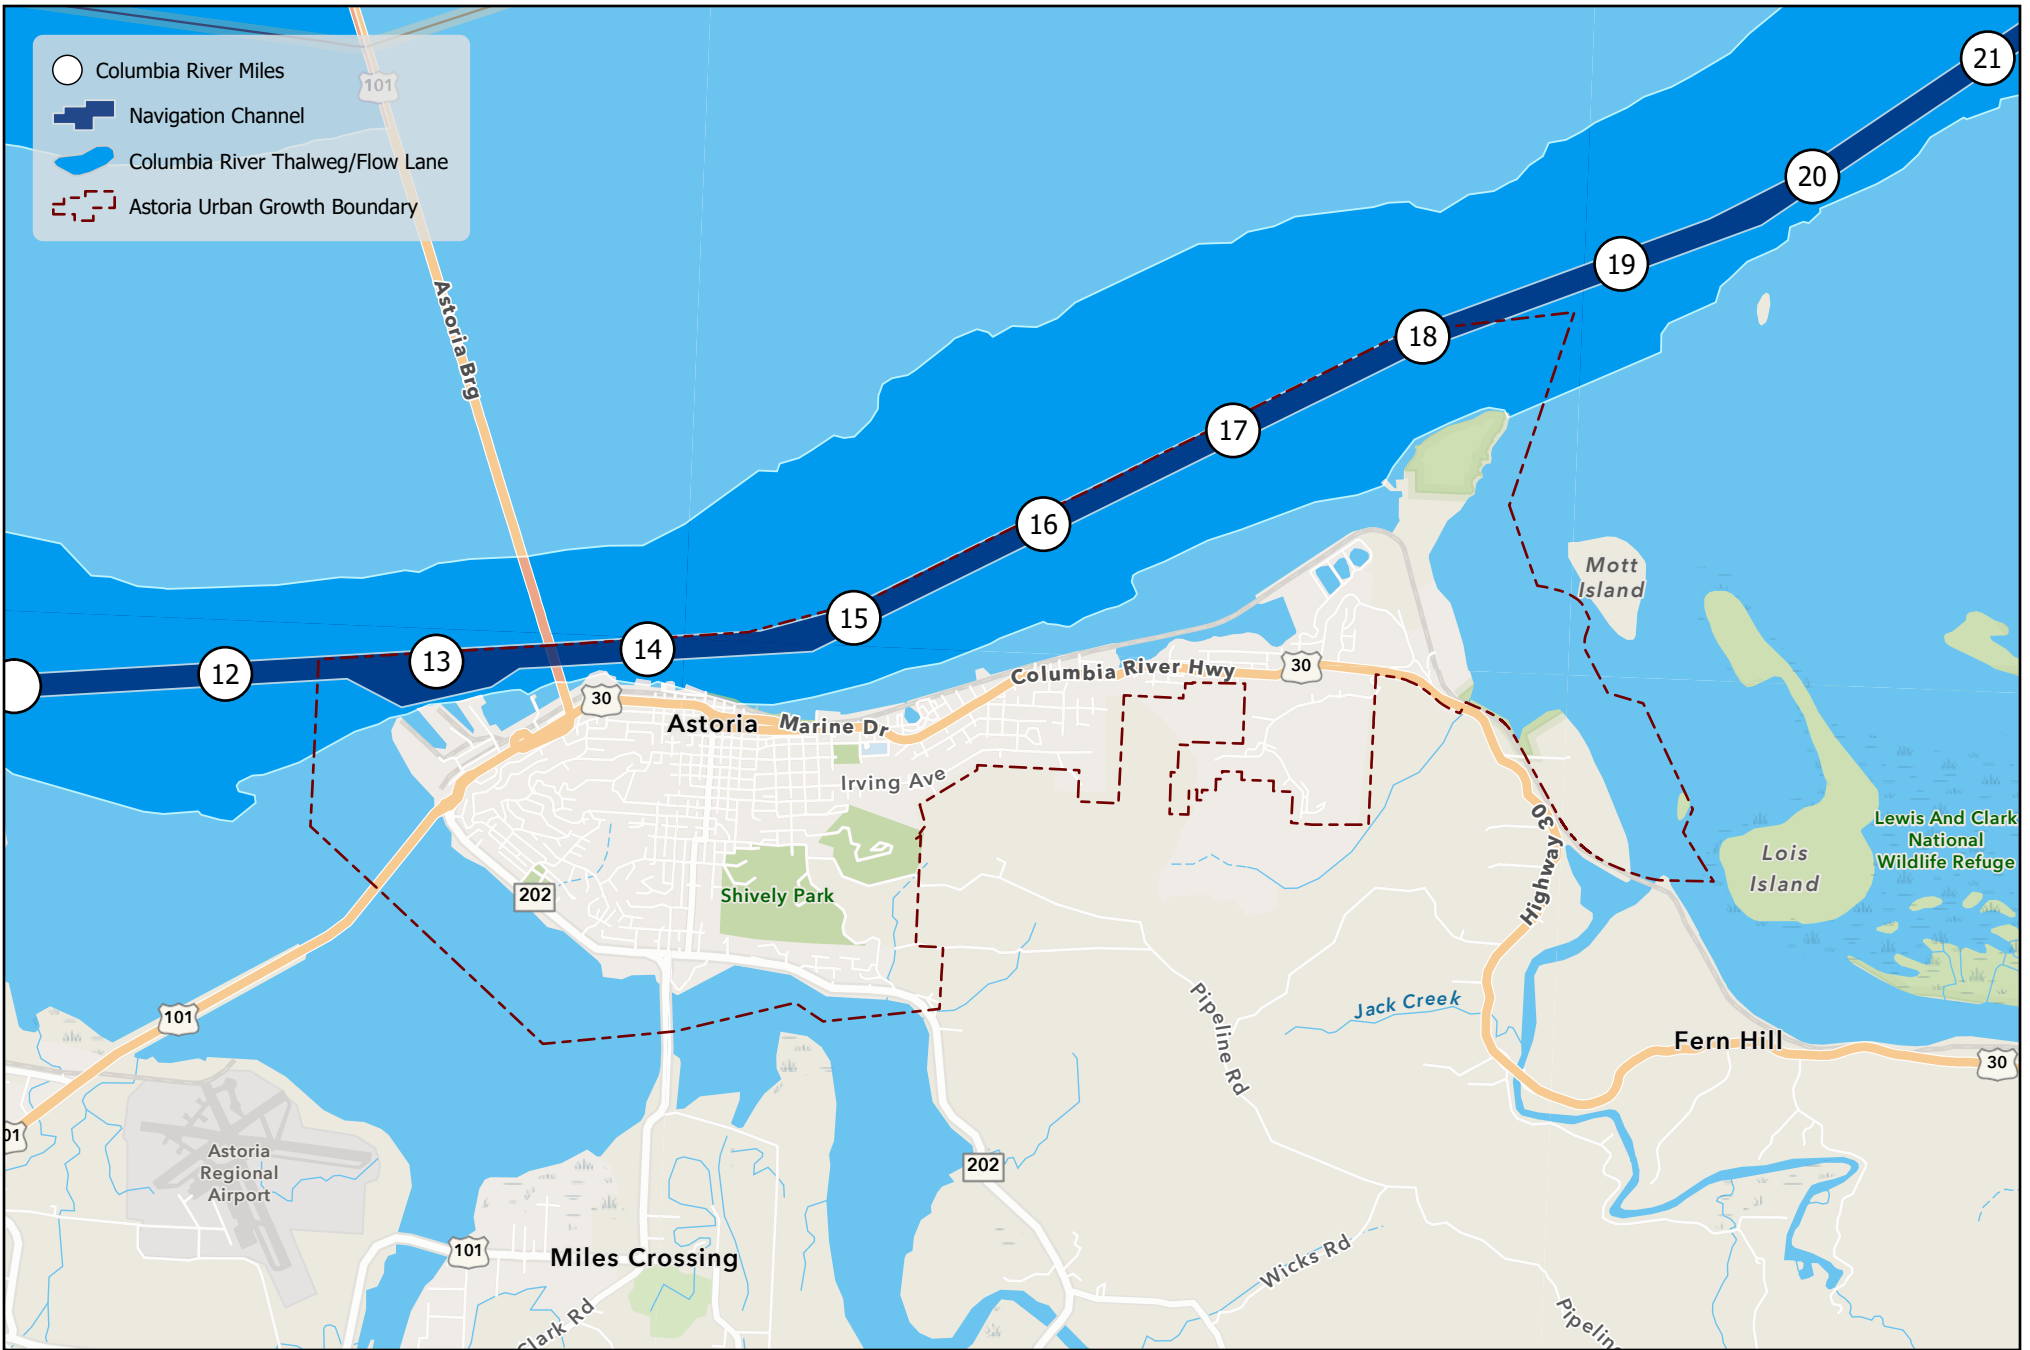 Columbia River Miles
Navigation Channel
Columbia River Thalweg/Flow Lane
Astoria Urban Growth Boundary
101
21
20
19
18
17
16
15
14
13
12
Astoria Brg
Mott
Island
Columbia River Hwy
30
30
Astoria
Marine Dr
Irving Ave
Shively Park
202
Highway 30
Lois
Island
Lewis And Clark
National
Wildlife Refuge
101
Pipeline Rd
Jack Creek
Fern Hill
30
01
Astoria
Regional
Airport
202
101
Miles Crossing
Wicks Rd
Clark Rd
Pipelin